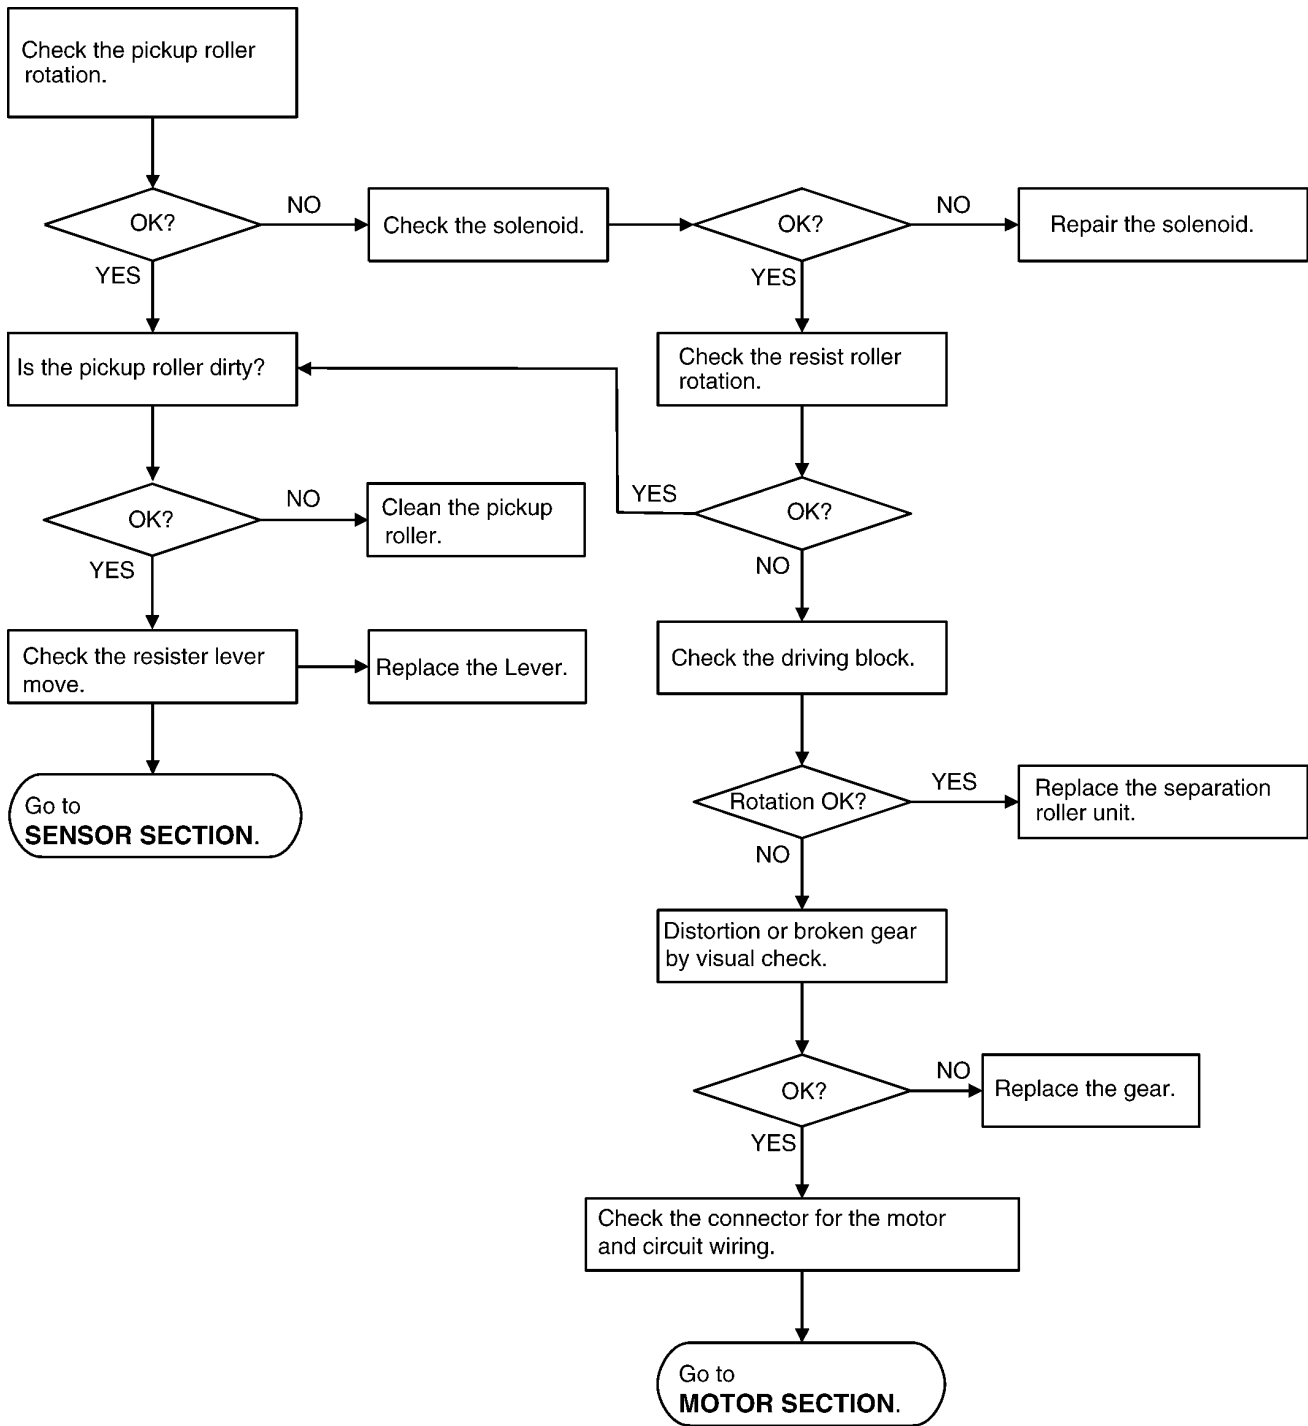 Check the pickup roller
rotation.
OK?
NO
Check the solenoid.
OK?
NO
Repair the solenoid.
YES
YES
Is the pickup roller dirty?
Check the resist roller
rotation.
OK?
NO
Clean the pickup
roller.
YES
OK?
YES
NO
Check the resister lever
move.
Replace the Lever.
Check the driving block.
Go to
SENSOR SECTION.
Rotation OK?
YES
Replace the separation
roller unit.
NO
Distortion or broken gear
by visual check.
OK?
NO
Replace the gear.
YES
Check the connector for the motor
and circuit wiring.
Go to
MOTOR SECTION.